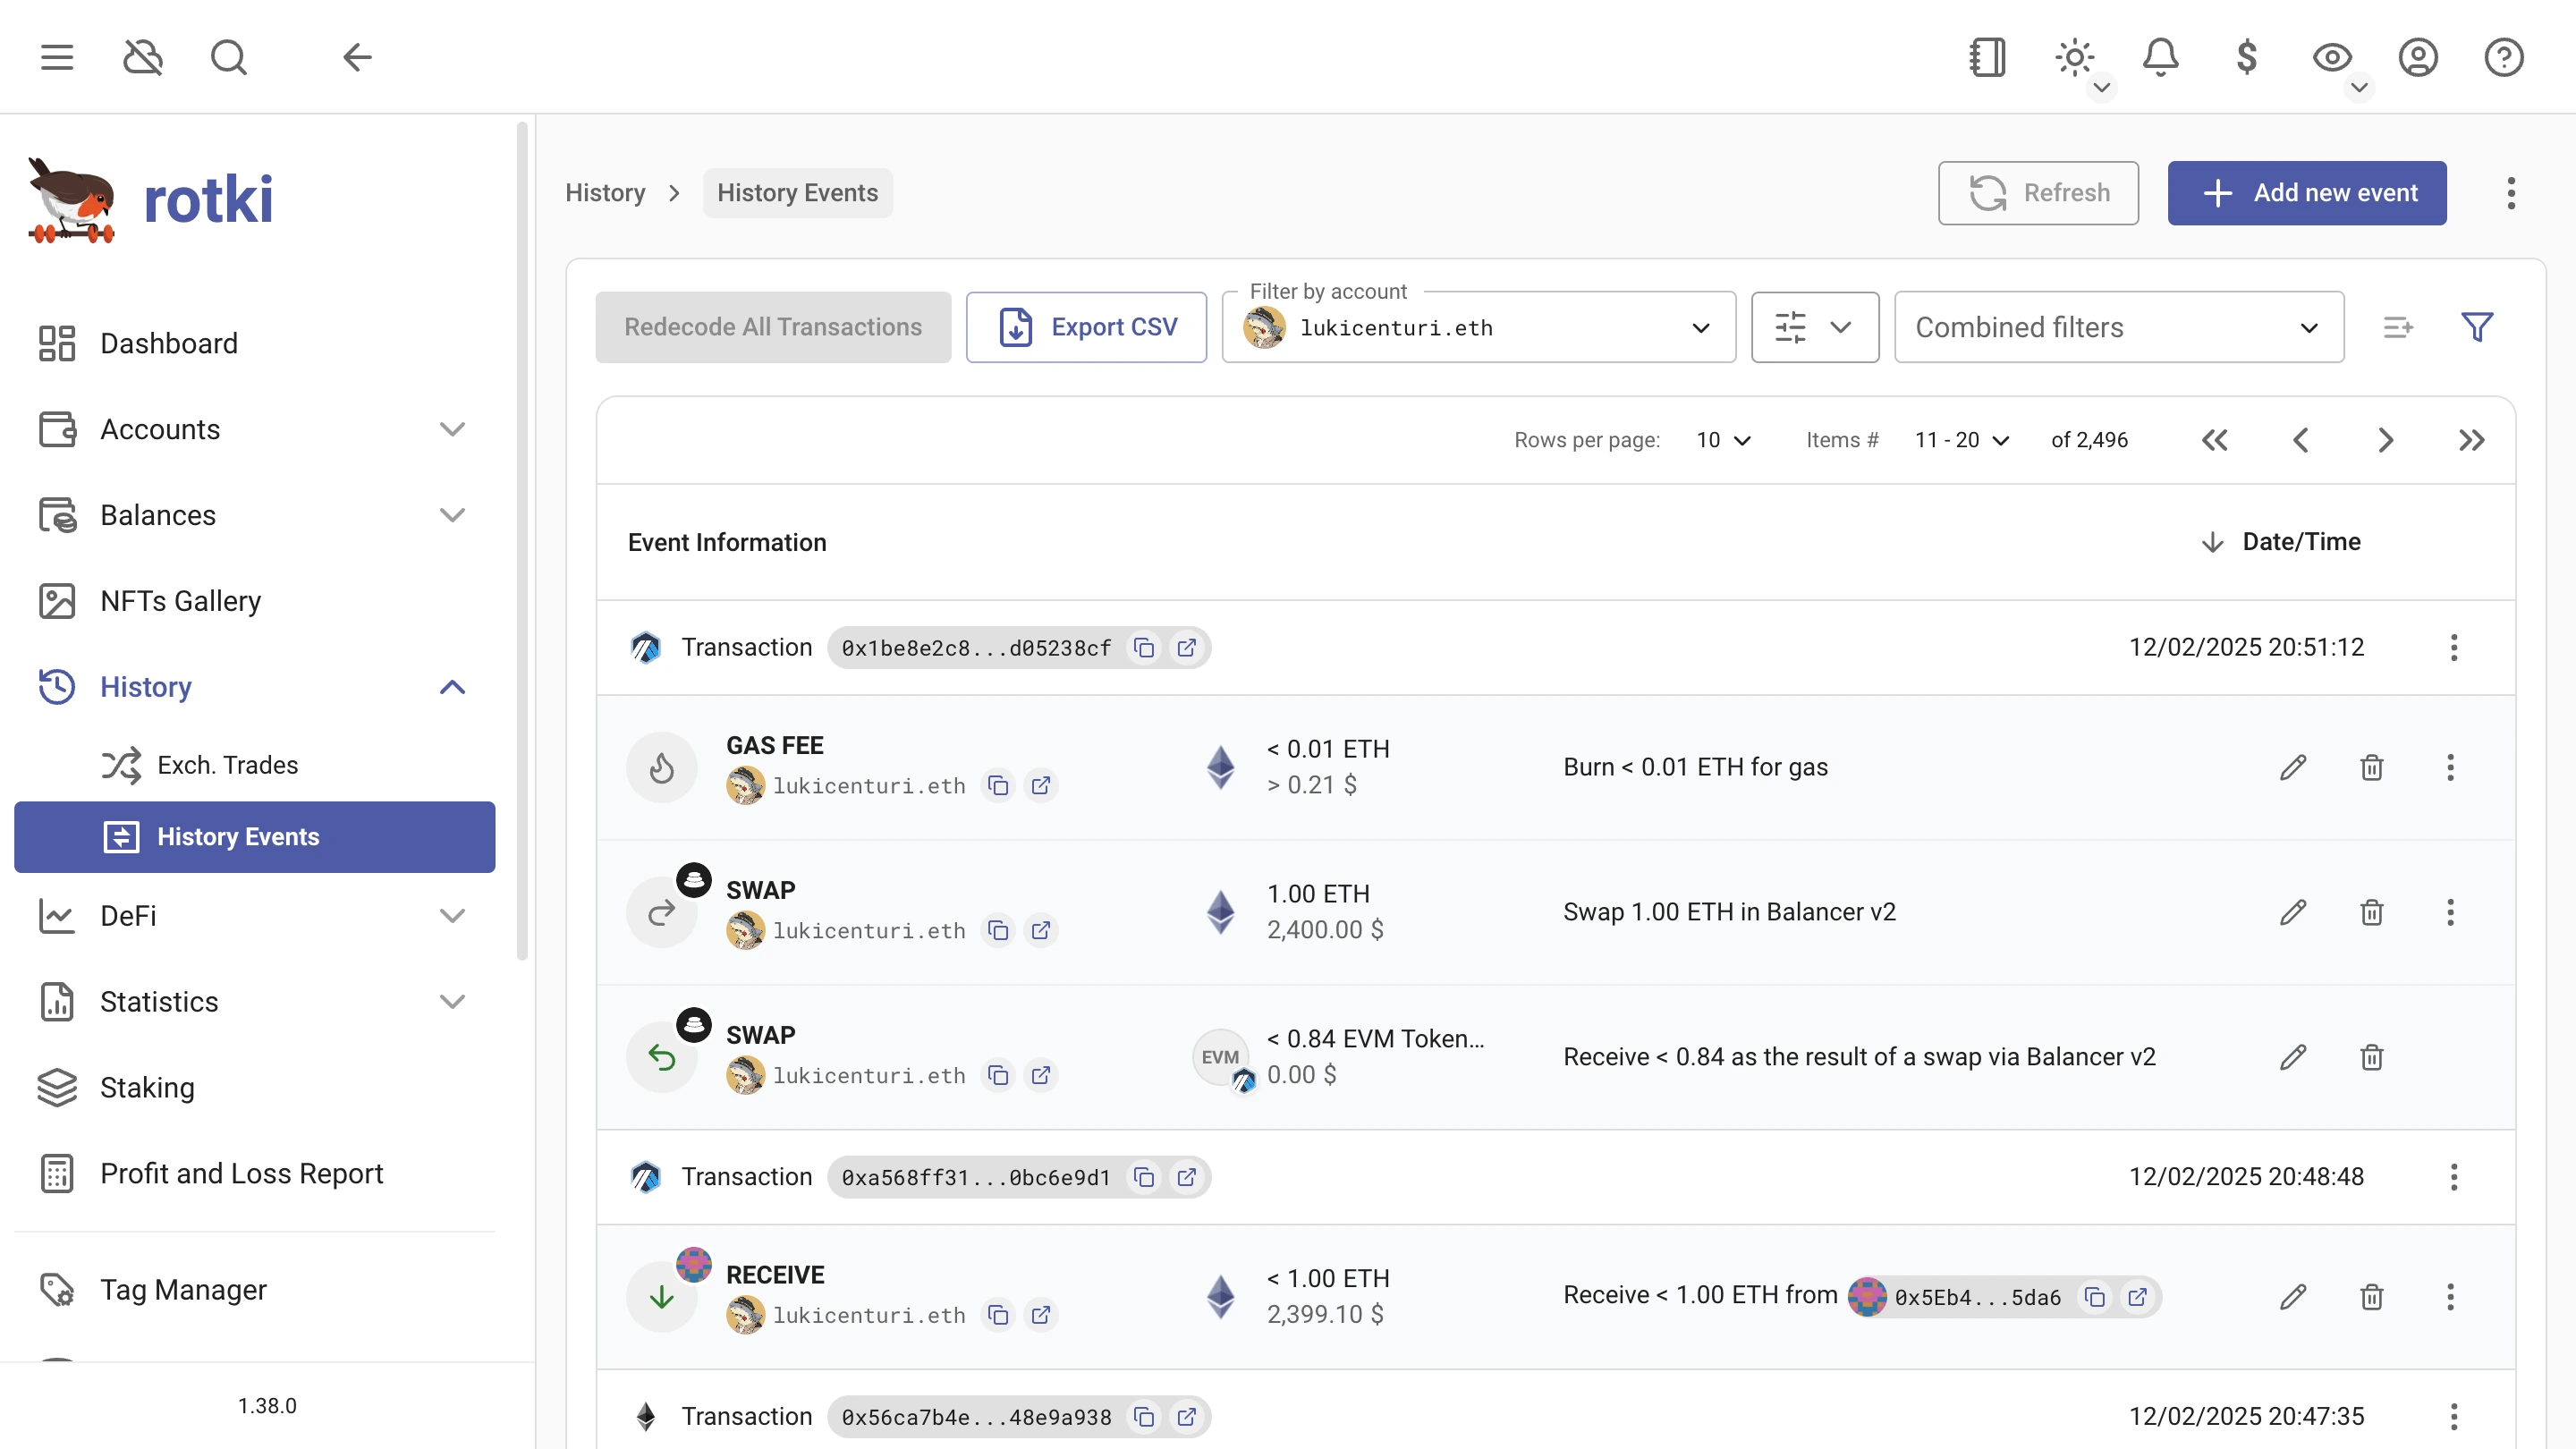 rotki
Dashboard
Accounts
Balances
NFTs Gallery
History
Exch. Trades
History Events
DeFi
Statistics
Staking
Profit and Loss Report
Tag Manager
1.38.0
History
History Events
Refresh
Add new event
Redecode All Transactions
Export CSV
Filter by account
lukicenturi.eth
Combined filters
Rows per page: 10 Items # 11 - 20 of 2,496
Event Information Date/Time
Transaction 0x1be8e2c8...d05238cf 12/02/2025 20:51:12
GAS FEE
lukicenturi.eth
< 0.01 ETH
> 0.21 $
Burn < 0.01 ETH for gas
SWAP
lukicenturi.eth
1.00 ETH
2,400.00 $
Swap 1.00 ETH in Balancer v2
SWAP
lukicenturi.eth
EVM
< 0.84 EVM Token...
0.00 $
Receive < 0.84 as the result of a swap via Balancer v2
Transaction 0xa568ff31...0bc6e9d1 12/02/2025 20:48:48
RECEIVE
lukicenturi.eth
< 1.00 ETH
2,399.10 $
Receive < 1.00 ETH from 0x5Eb4...5da6
Transaction 0x56ca7b4e...48e9a938 12/02/2025 20:47:35